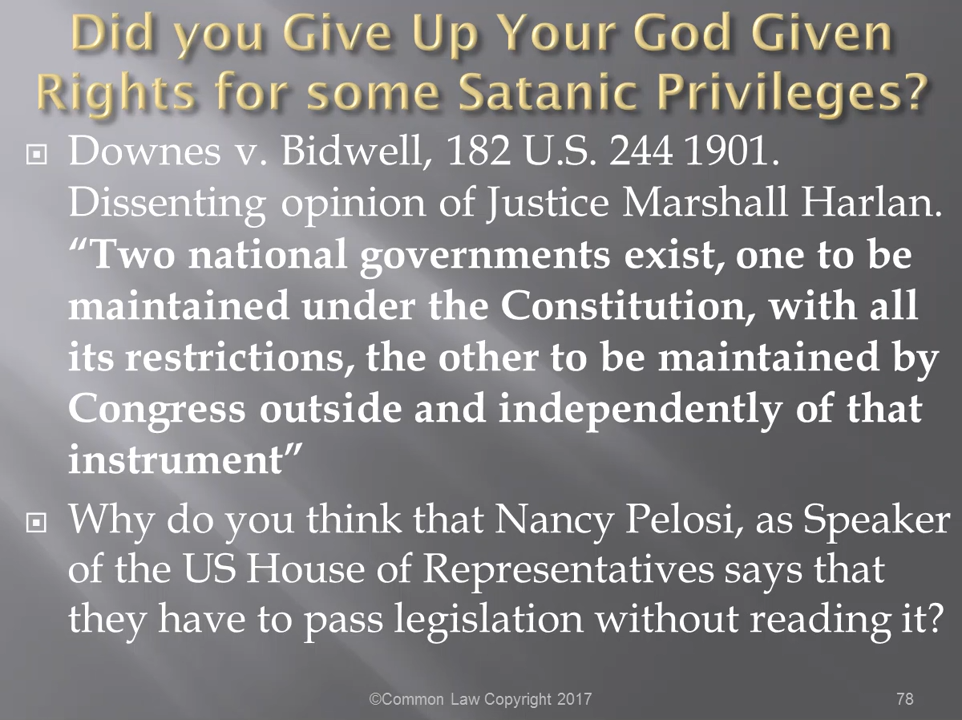 Did you Give Up Your God Given
Rights for some Satanic Privileges?
Downes v. Bidwell, 182 U.S. 244 1901.
Dissenting opinion of Justice Marshall Harlan.
“Two national governments exist, one to be
maintained under the Constitution, with all
its restrictions, the other to be maintained by
Congress outside and independently of that
instrument”
Why do you think that Nancy Pelosi, as Speaker
of the US House of Representatives says that
they have to pass legislation without reading it?
©Common Law Copyright 2017
78